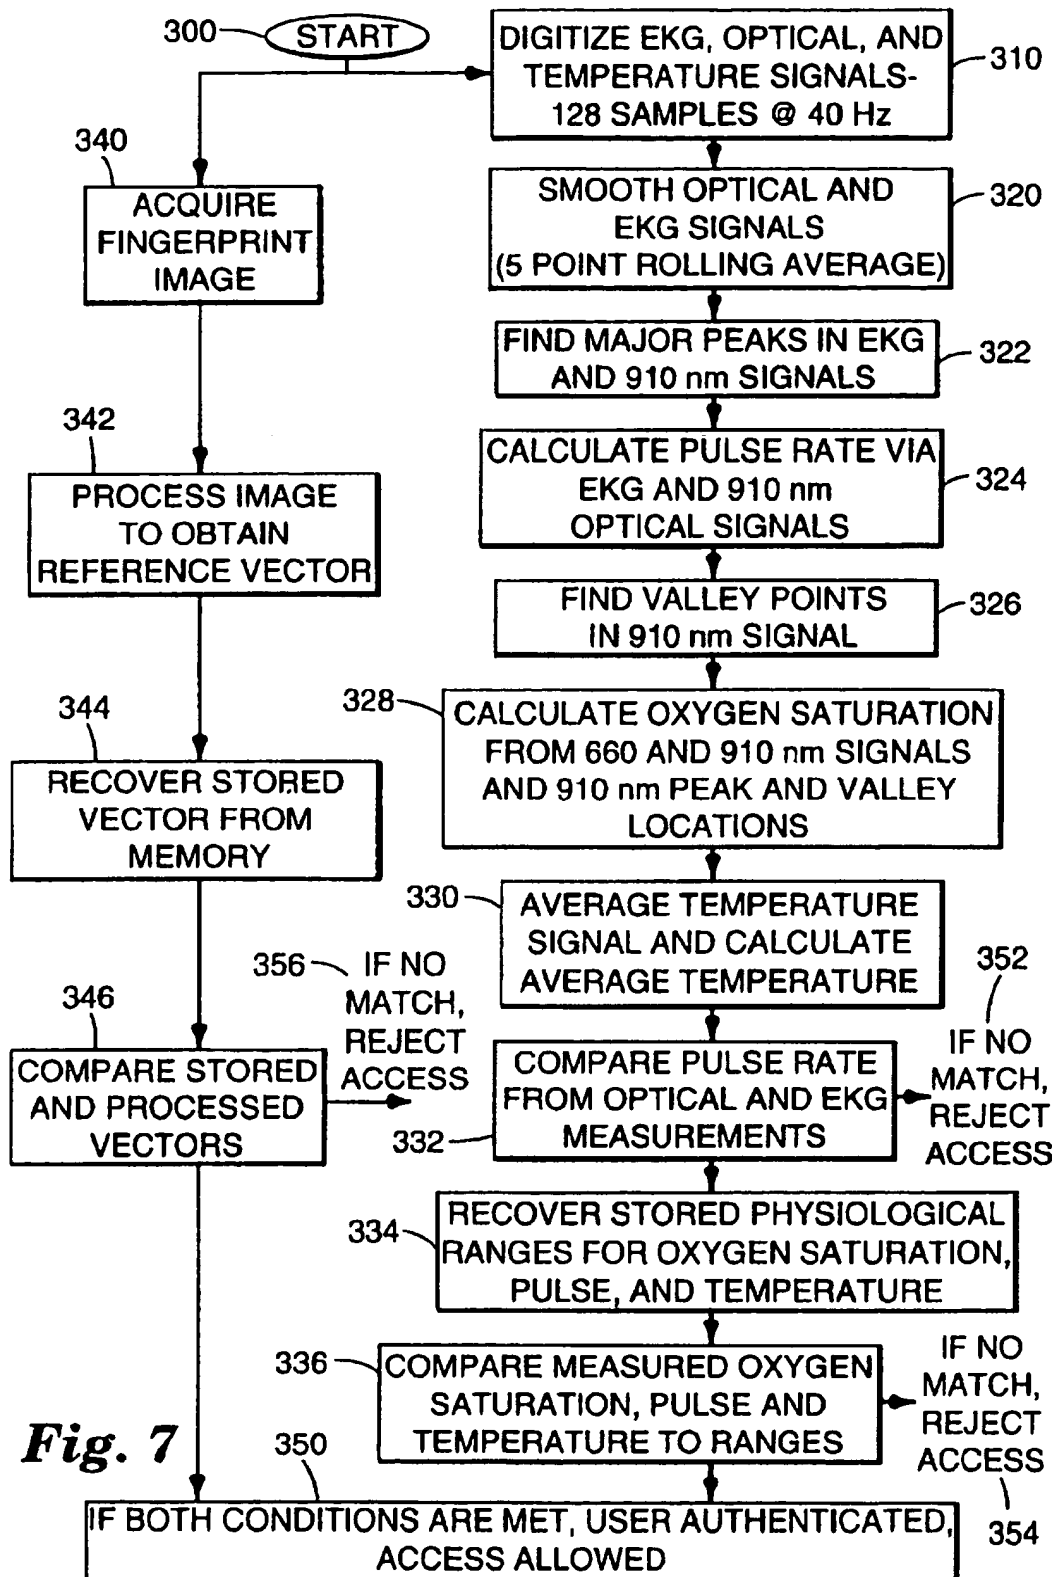 300
START
310
DIGITIZE EKG, OPTICAL, AND
TEMPERATURE SIGNALS-
128 SAMPLES @ 40 Hz
340
ACQUIRE
FINGERPRINT
IMAGE
320
SMOOTH OPTICAL AND
EKG SIGNALS
(5 POINT ROLLING AVERAGE)
322
FIND MAJOR PEAKS IN EKG
AND 910 nm SIGNALS
342
PROCESS IMAGE
TO OBTAIN
REFERENCE VECTOR
324
CALCULATE PULSE RATE VIA
EKG AND 910 nm
OPTICAL SIGNALS
326
FIND VALLEY POINTS
IN 910 nm SIGNAL
344
RECOVER STORED
VECTOR FROM
MEMORY
328
CALCULATE OXYGEN SATURATION
FROM 660 AND 910 nm SIGNALS
AND 910 nm PEAK AND VALLEY
LOCATIONS
330
AVERAGE TEMPERATURE
SIGNAL AND CALCULATE
AVERAGE TEMPERATURE
346
COMPARE STORED
AND PROCESSED
VECTORS
356
IF NO
MATCH,
REJECT
ACCESS
332
COMPARE PULSE RATE
FROM OPTICAL AND EKG
MEASUREMENTS
352
IF NO
MATCH,
REJECT
ACCESS
334
RECOVER STORED PHYSIOLOGICAL
RANGES FOR OXYGEN SATURATION,
PULSE, AND TEMPERATURE
336
COMPARE MEASURED OXYGEN
SATURATION, PULSE AND
TEMPERATURE TO RANGES
IF NO
MATCH,
REJECT
ACCESS
354
Fig. 7
350
IF BOTH CONDITIONS ARE MET, USER AUTHENTICATED,
ACCESS ALLOWED